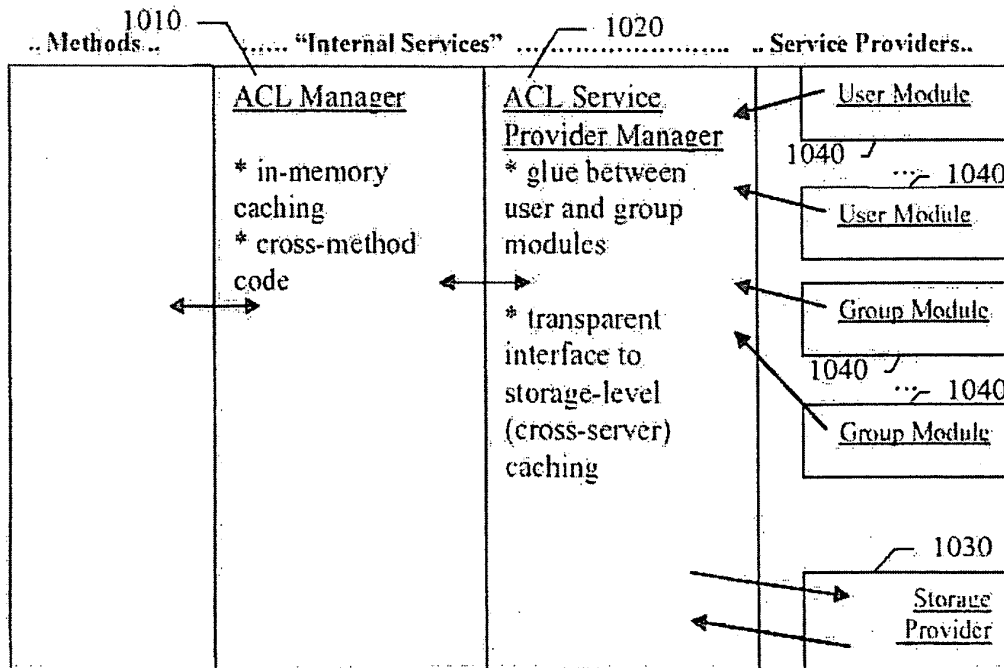 1010
1020
.. Methods ..
...... "Internal Services" ........................
.. Service Providers..
ACL Manager
* in-memory
caching
* cross-method
code
ACL Service
Provider Manager
* glue between
user and group
modules
* transparent
interface to
storage-level
(cross-server)
caching
User Module
1040
... 1040
User Module
Group Module
1040
... 1040
Group Module
1030
Storage
Provider